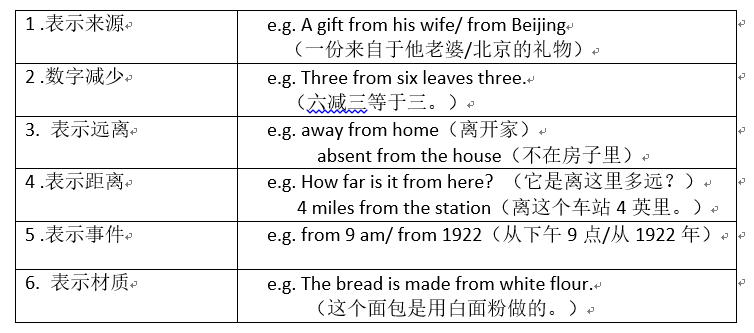 1 .表示来源
e.g. A gift from his wife/ from Beijing
（一份来自于他老婆/北京的礼物）
2 .数字减少
e.g. Three from six leaves three.
（六减三等于三。）
3. 表示远离
e.g. away from home（离开家）
absent from the house（不在房子里）
4 .表示距离
e.g. How far is it from here? （它是离这里多远？）
4 miles from the station（离这个车站 4 英里。）
5 .表示事件
e.g. from 9 am/ from 1922（从下午 9 点/从 1922 年）
6. 表示材质
e.g. The bread is made from white flour.
（这个面包是用白面粉做的。）